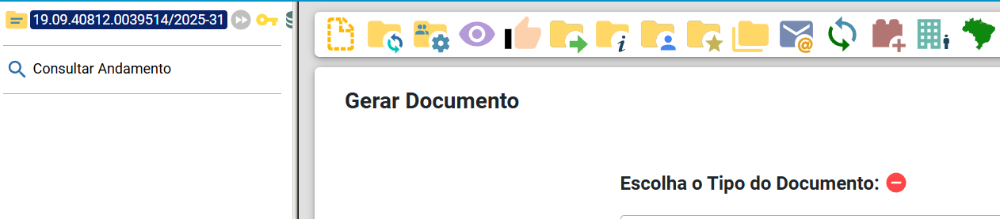 19.09.40812.0039514/2025-31
Consultar Andamento
Gerar Documento
Escolha o Tipo do Documento: